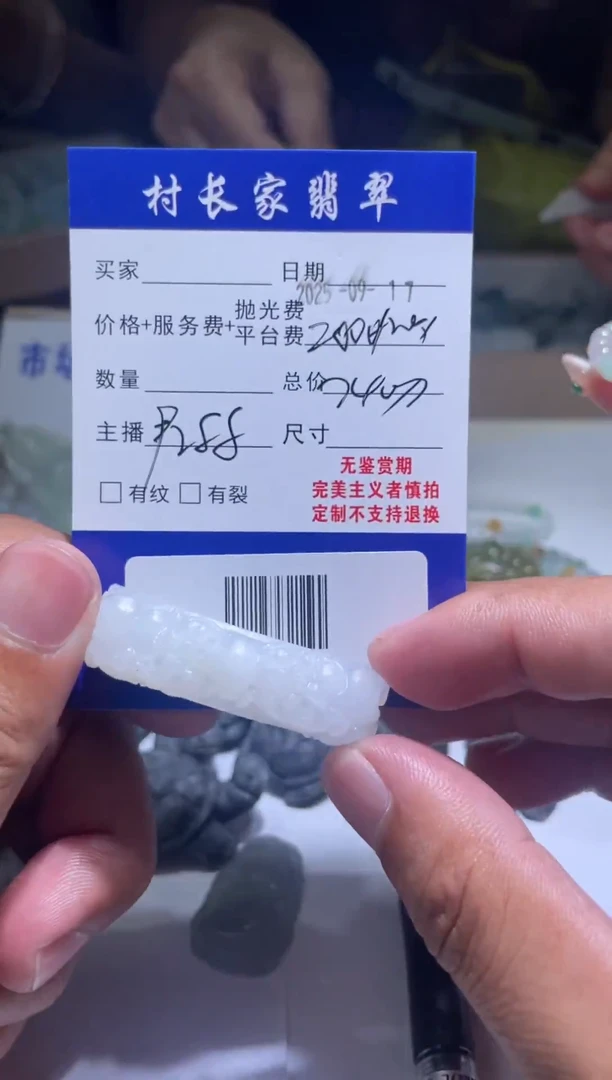 村长家翡翠
买家 日期
2025-09-17
价格+服务费+抛光费
平台费
数量 总价
主播 尺寸
□有纹 □有裂
无鉴赏期
完美主义者慎拍
定制不支持退换
市场